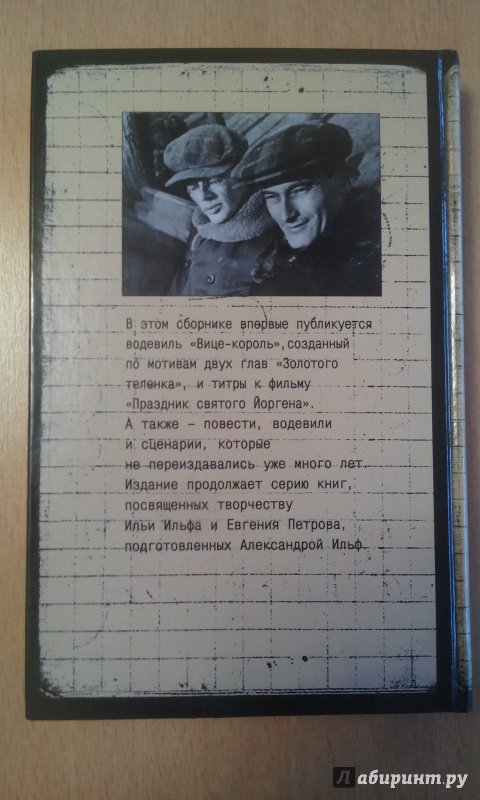 В этом сборнике впервые публикуется
водевиль «Вице-король»,созданный
по мотивам двух глав «Золотого
теленка», и титры к фильму
«Праздник святого Йоргена».
А также – повести, водевили
и сценарии, которые
не переиздавались уже много лет.
Издание продолжает серию книг,
посвященных творчеству
Ильи Ильфа и Евгения Петрова,
подготовленных Александрой Ильф.
Лабиринт.ру